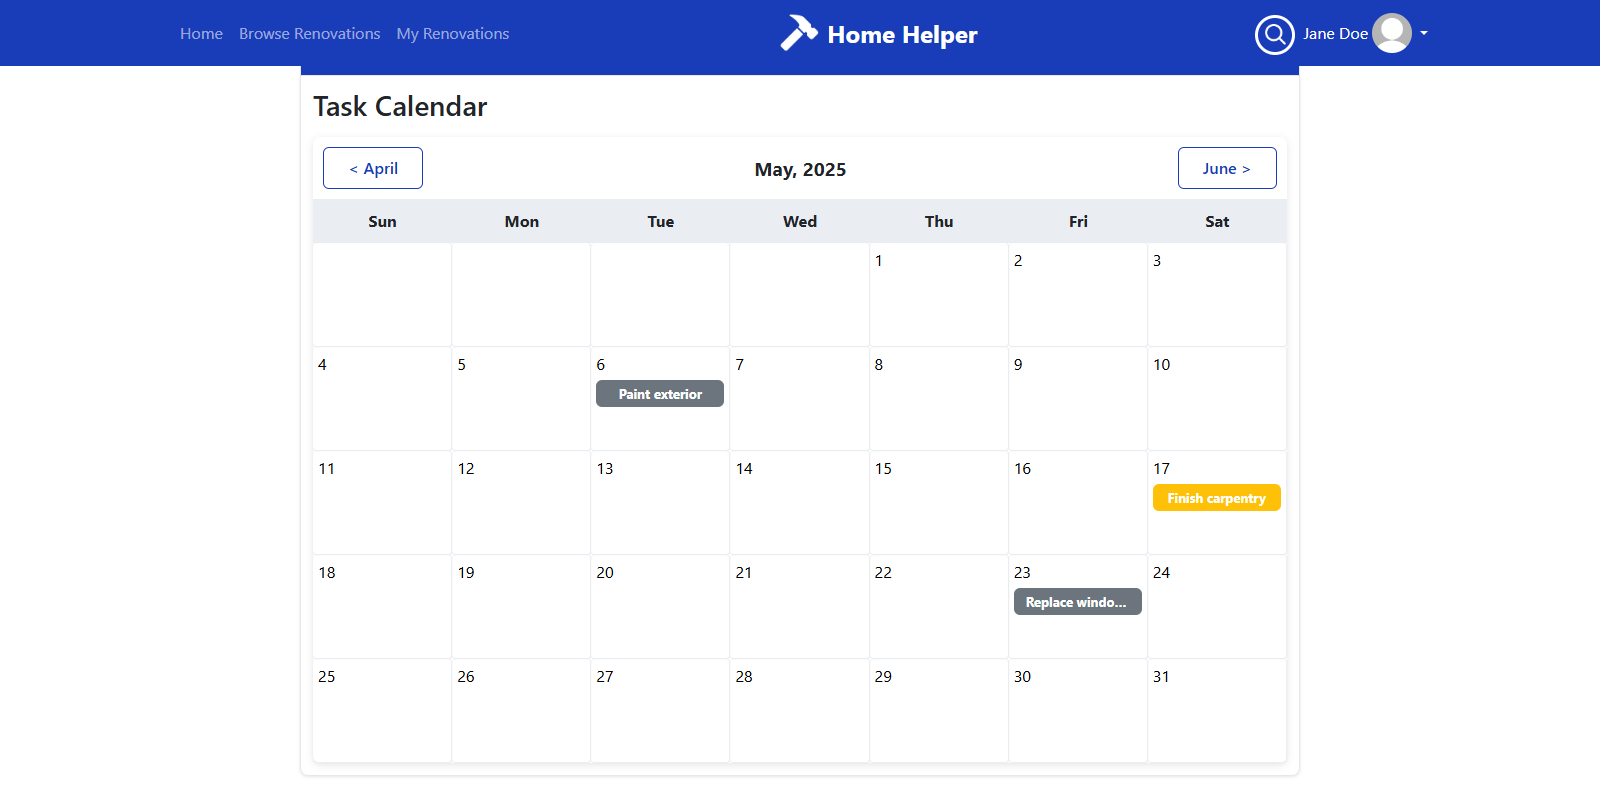 Home Browse Renovations My Renovations Home Helper Jane Doe
Task Calendar
< April May, 2025 June >
Sun Mon Tue Wed Thu Fri Sat
1 2 3
4 5 6 7 8 9 10
Paint exterior
11 12 13 14 15 16 17
Finish carpentry
18 19 20 21 22 23 24
Replace windo...
25 26 27 28 29 30 31